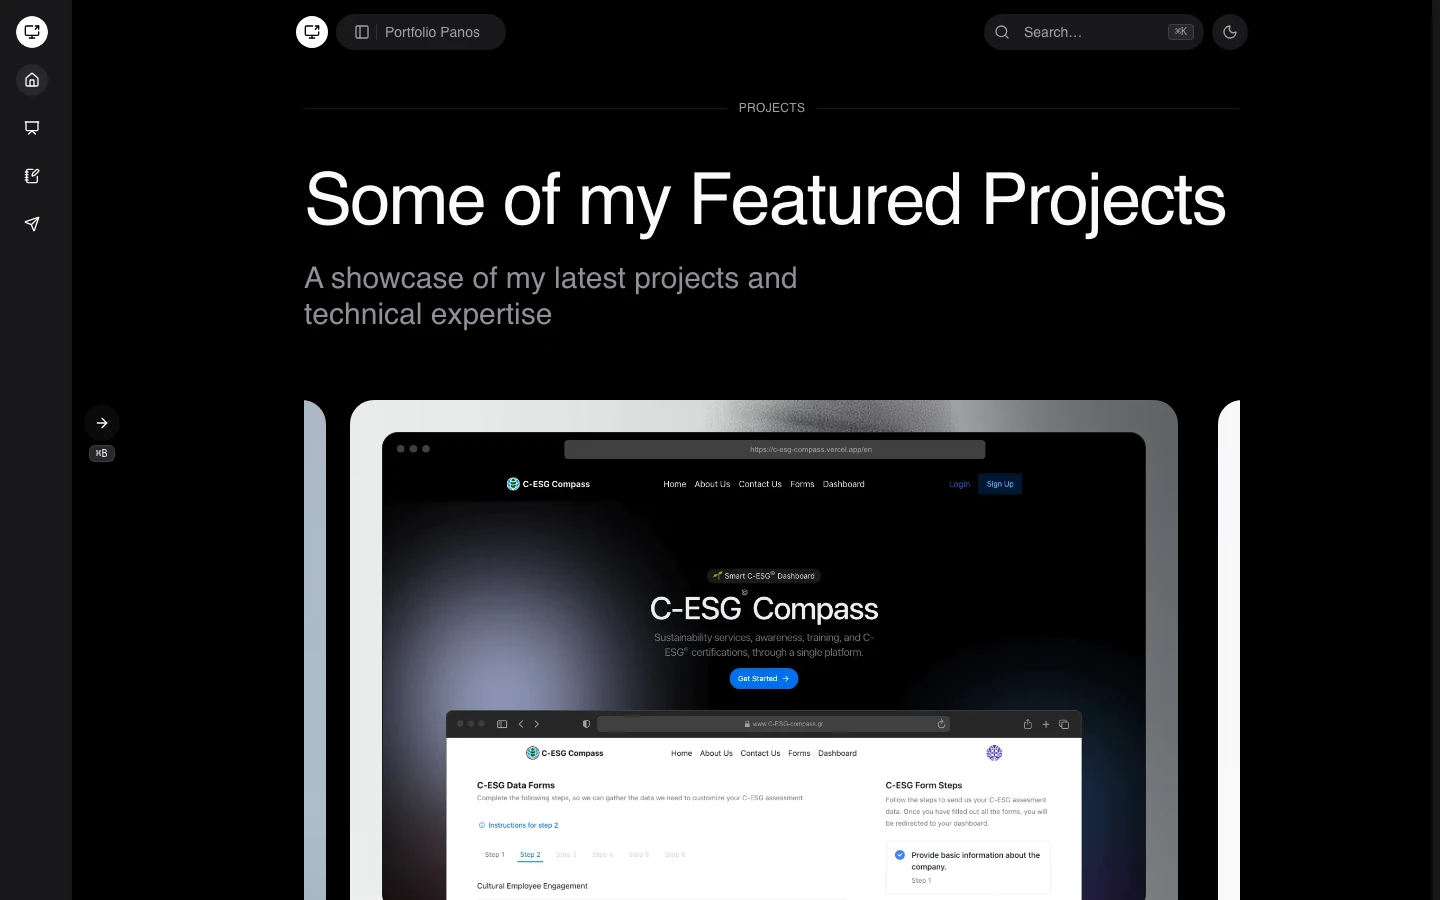 Portfolio Panos
Search...
⌘K
PROJECTS
Some of my Featured Projects
A showcase of my latest projects and
technical expertise
⌘B
https://c-esg-compass.vercel.app/en
C-ESG Compass
Home About Us Contact Us Forms Dashboard
Login Sign Up
Smart C-ESG® Dashboard
C-ESG® Compass
Sustainability services, awareness, training, and C-
ESG® certifications, through a single platform.
Get Started →
www.C-ESG-compass.gr
C-ESG Compass
Home About Us Contact Us Forms Dashboard
C-ESG Data Forms
Complete the following steps, so we can gather the data we need to customize your C-ESG assessment.
Instructions for step 2
Step 1 Step 2 Step 3 Step 4 Step 5 Step 6
Cultural Employee Engagement
C-ESG Form Steps
Follow the steps to send us your C-ESG assesment
data. Once you have filled out all the forms, you will
be redirected to your dashboard.
Provide basic information about the
company.
Step 1